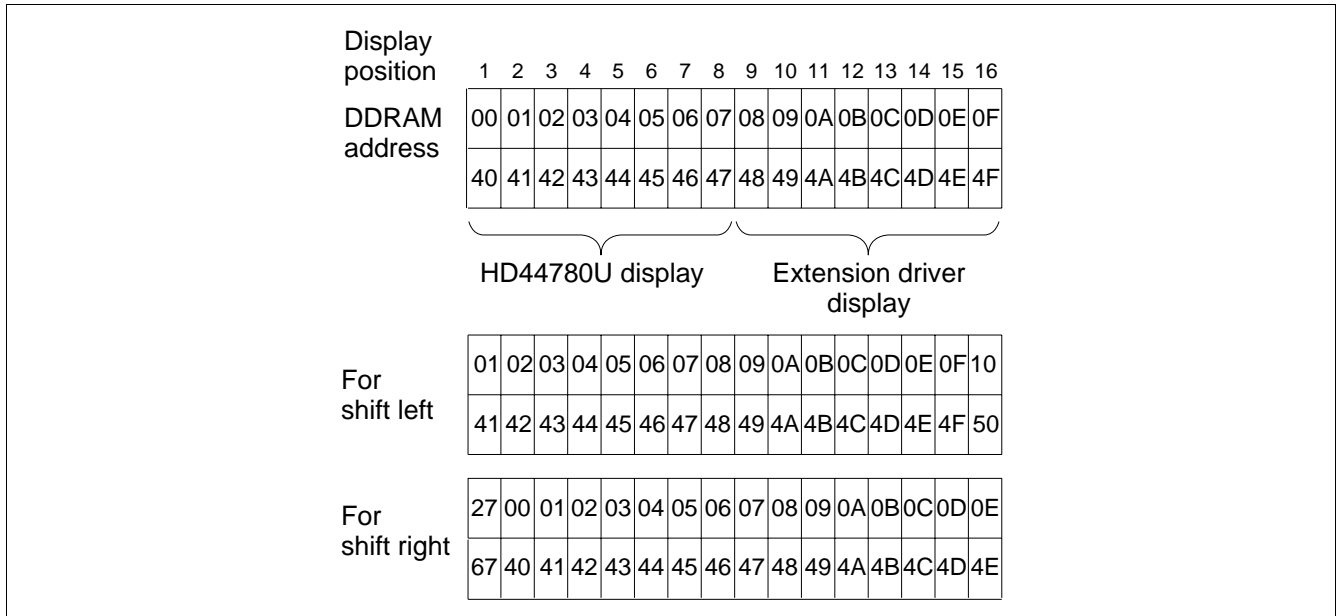 Display
position 1 2 3 4 5 6 7 8 9 10 11 12 13 14 15 16
DDRAM
address
00 01 02 03 04 05 06 07 08 09 0A 0B 0C 0D 0E 0F
40 41 42 43 44 45 46 47 48 49 4A 4B 4C 4D 4E 4F
HD44780U display
Extension driver
display
For
shift left
01 02 03 04 05 06 07 08 09 0A 0B 0C 0D 0E 0F 10
41 42 43 44 45 46 47 48 49 4A 4B 4C 4D 4E 4F 50
For
shift right
27 00 01 02 03 04 05 06 07 08 09 0A 0B 0C 0D 0E
67 40 41 42 43 44 45 46 47 48 49 4A 4B 4C 4D 4E